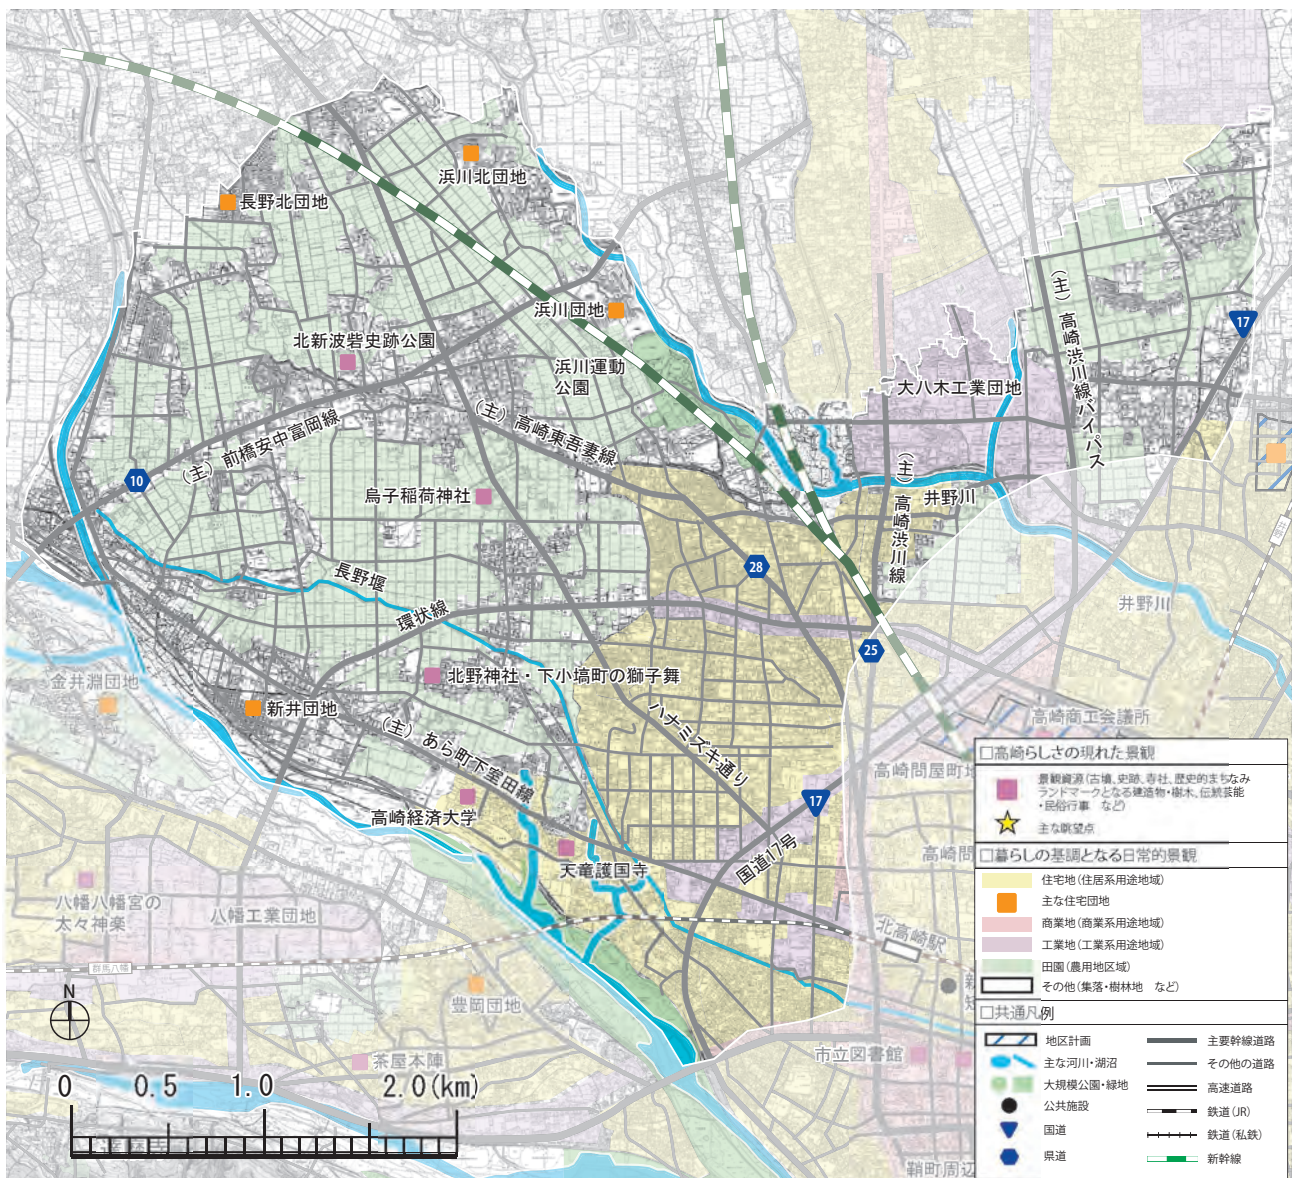 浜川北団地
長野北団地
浜川団地
北新波砦史跡公園
浜川運動
公園
(主) 高崎渋川線バイパス
17
大八木工業団地
(主) 高崎東吾妻線
(主) 前橋安中富岡線
10
烏子稲荷神社
(主) 高崎渋川線
井野川
井野
28
長野堰
環状線
井野川
25
北野神社・下小塙町の獅子舞
金井淵団地
新井団地
(主) あら町下室田線
ハナミズキ通り
高崎商工会議所
高崎問屋町
高崎経済大学
17
国道17号
高崎問
天竜護国寺
八幡八幡宮の
太々神楽
八幡工業団地
北高崎駅
群馬八幡
豊岡団地
N
茶屋本陣
市立図書館
鞘町周辺
0 0.5 1.0 2.0(km)
□高崎らしさの現れた景観
景観資源(古墳、史跡、寺社、歴史的まちなみ
ランドマークとなる建造物・樹木、伝統芸能
・民俗行事 など)
主な眺望点
□暮らしの基調となる日常的景観
住宅地(住居系用途地域)
主な住宅団地
商業地(商業系用途地域)
工業地(工業系用途地域)
田園(農用地区域)
その他(集落・樹林地 など)
□共通凡例
地区計画
主な河川・湖沼
大規模公園・緑地
公共施設
国道
県道
主要幹線道路
その他の道路
高速道路
鉄道(JR)
鉄道(私鉄)
新幹線